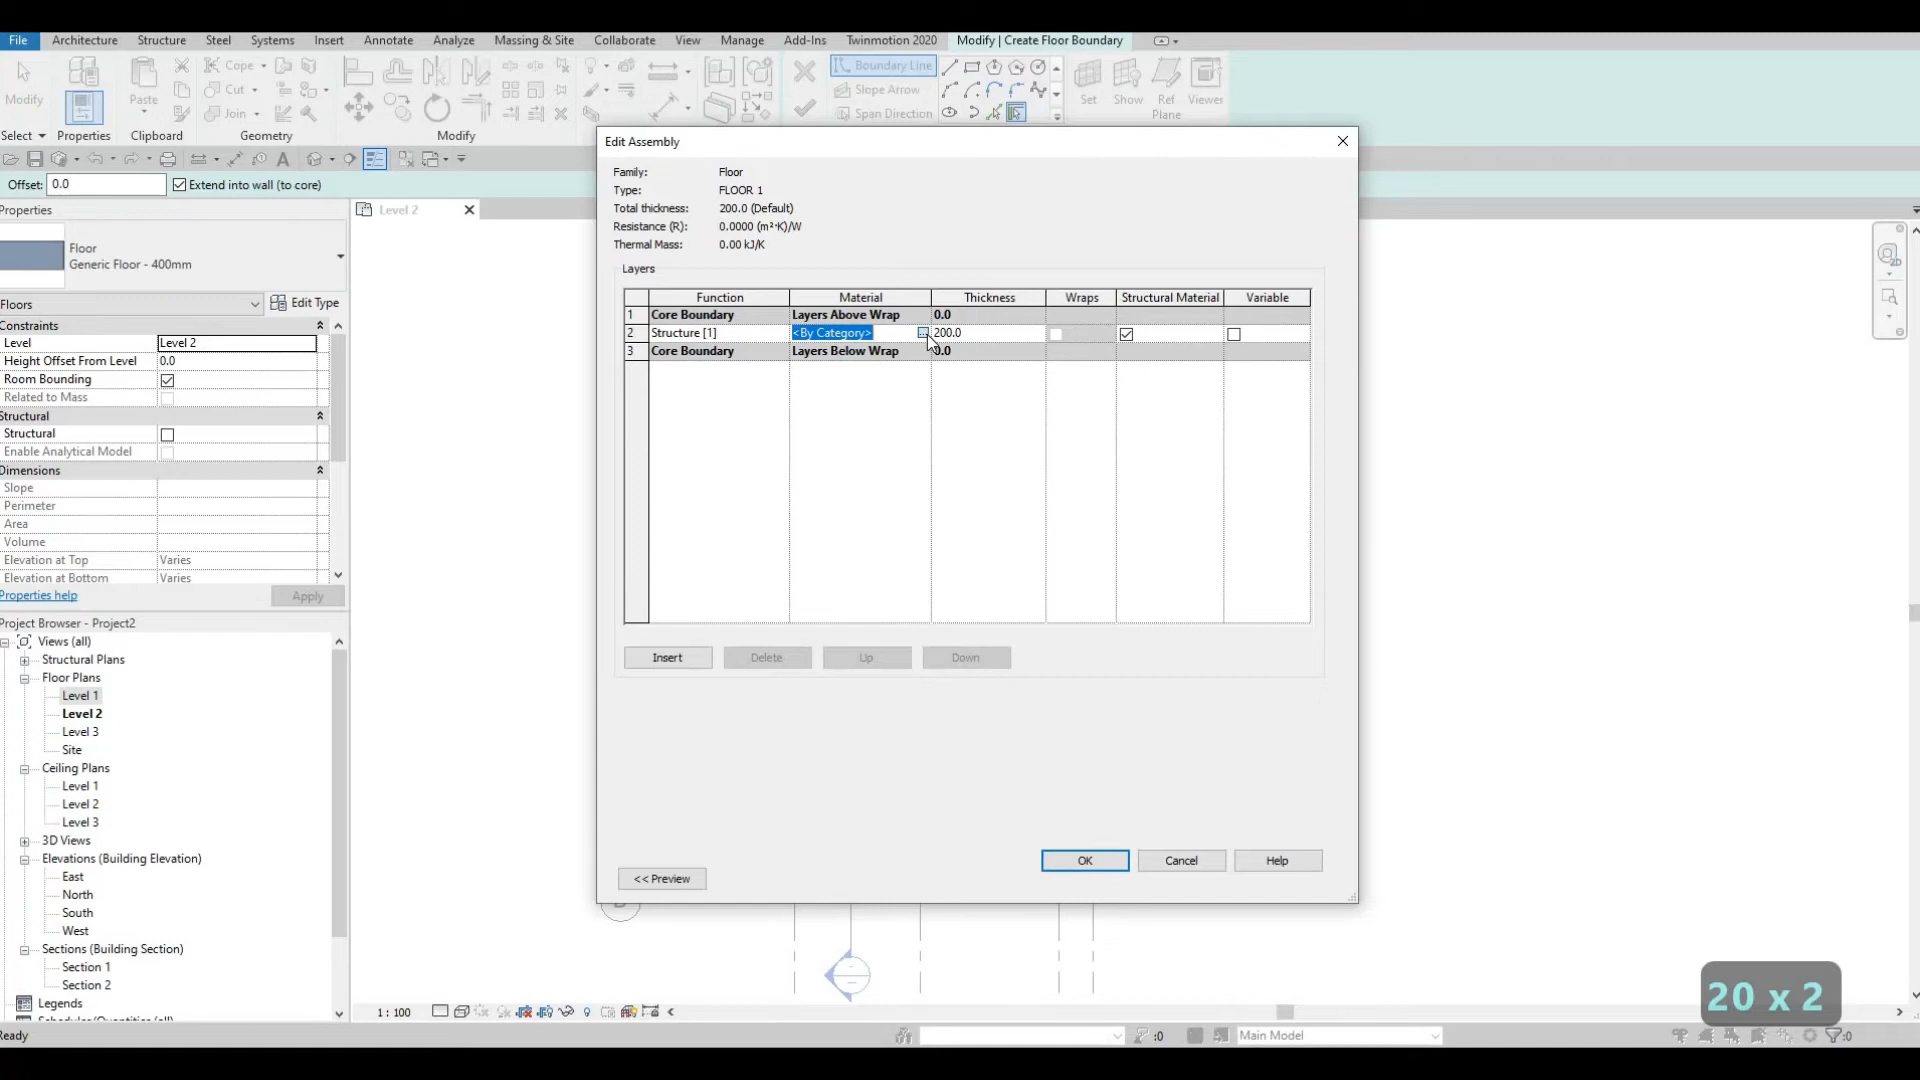 File Architecture Structure Steel Systems Insert Annotate Analyze Massing & Site Collaborate View Manage Add-Ins Twinmotion 2020 Modify | Create Floor Boundary
Modify Paste Cope Cut Join Boundary Line Slope Arrow Span Direction Set Show Ref Plane Viewer
Select Properties Clipboard Geometry Modify
Offset: 0.0 Extend into wall (to core)
Properties
Floor
Generic Floor - 400mm
Floors Edit Type
Constraints
Level Level 2
Height Offset From Level 0.0
Room Bounding
Related to Mass
Structural
Structural
Enable Analytical Model
Dimensions
Slope
Perimeter
Area
Volume
Elevation at Top Varies
Elevation at Bottom Varies
Properties help Apply
Project Browser - Project2
Views (all)
Structural Plans
Floor Plans
Level 1
Level 2
Level 3
Site
Ceiling Plans
Level 1
Level 2
Level 3
3D Views
Elevations (Building Elevation)
East
North
South
West
Sections (Building Section)
Section 1
Section 2
Legends
Schedules/Quantities (all)
Ready
Level 2
Edit Assembly
Family: Floor
Type: FLOOR 1
Total thickness: 200.0 (Default)
Resistance (R): 0.0000 (m²·K)/W
Thermal Mass: 0.00 kJ/K
Layers
Function Material Thickness Wraps Structural Material Variable
1 Core Boundary Layers Above Wrap 0.0
2 Structure [1] <By Category> 200.0
3 Core Boundary Layers Below Wrap 0.0
Insert Delete Up Down
OK Cancel Help
<< Preview
1 : 100
:0 Main Model :0
20 x 2